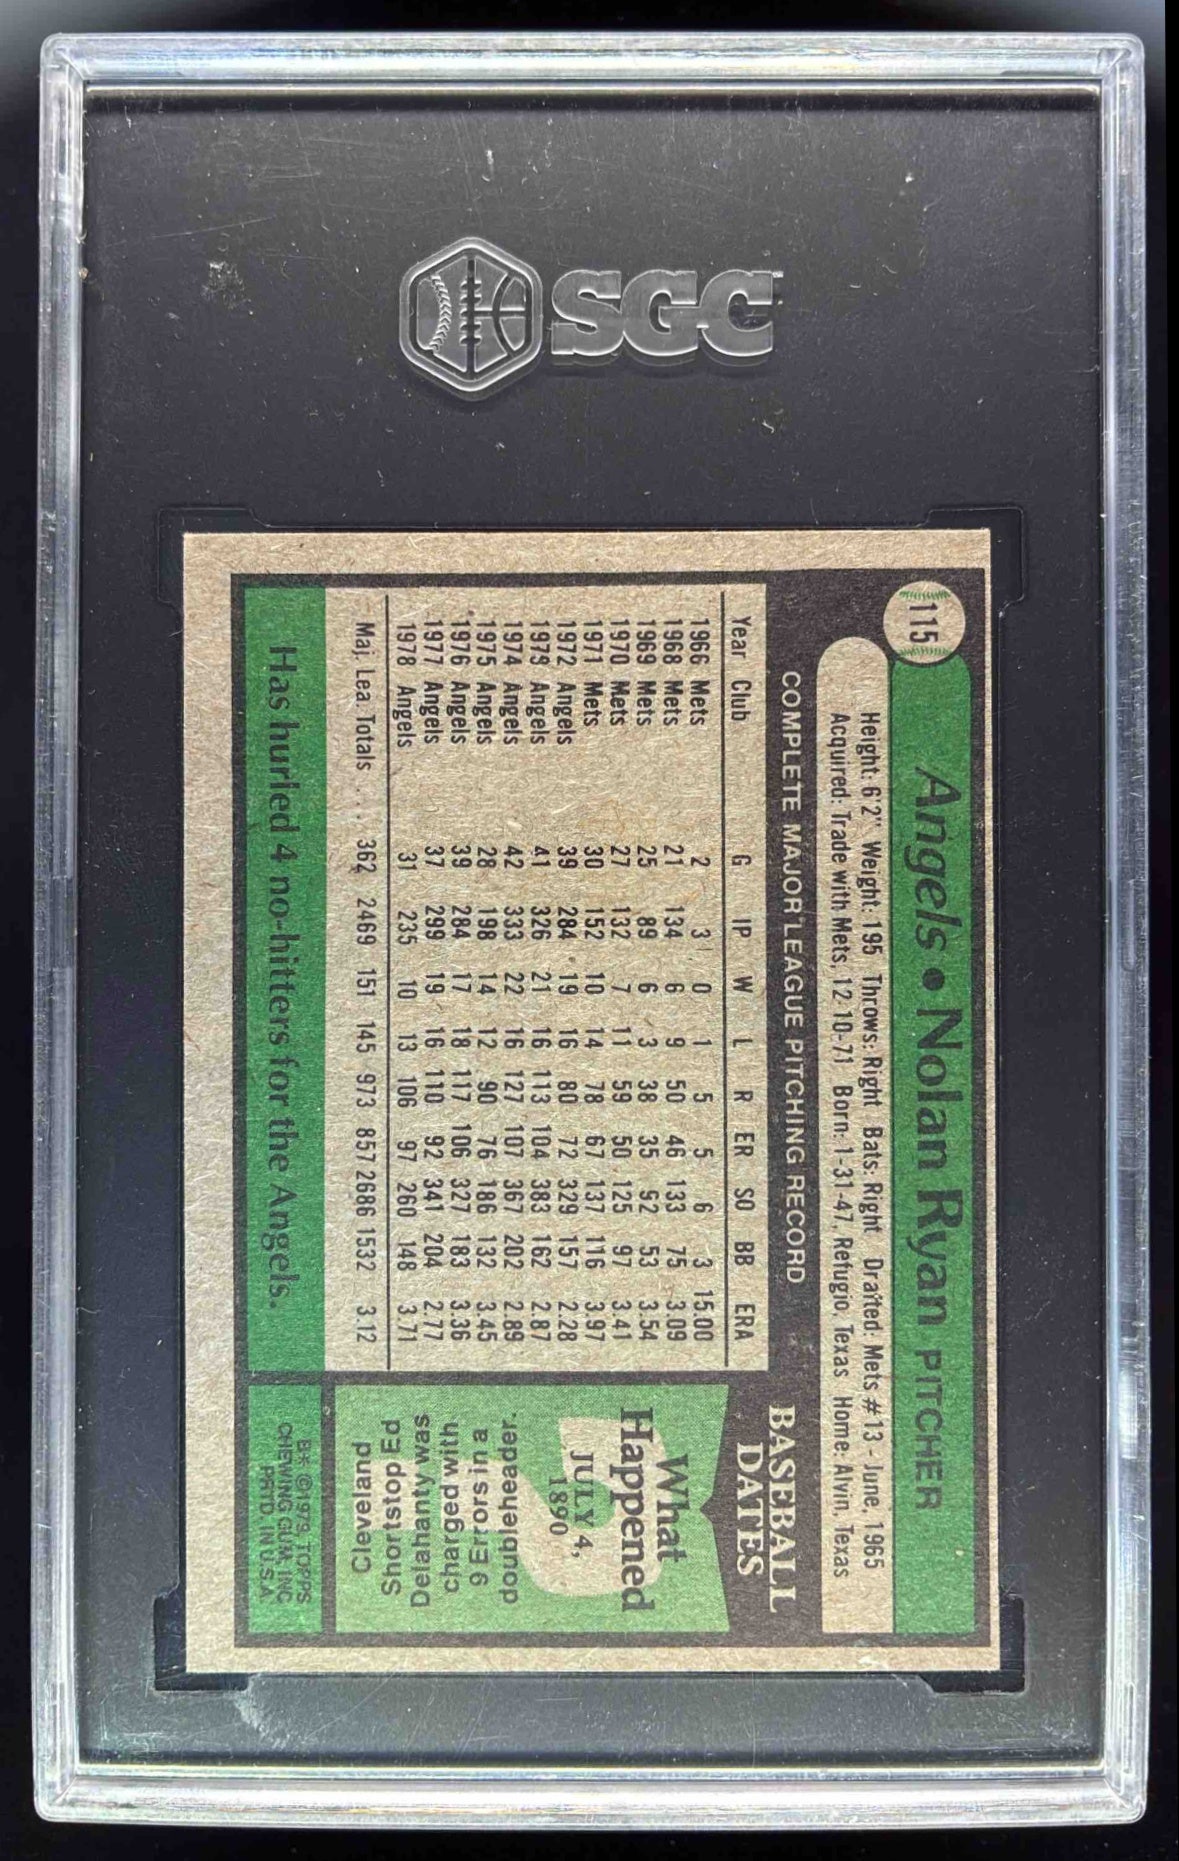 SGC
115
Angels • Nolan Ryan PITCHER
Height: 6'2" Weight: 195 Throws: Right Bats: Right Drafted: Mets #13 - June, 1965
Acquired: Trade with Mets, 12-10-71 Born: 1-31-47, Refugio, Texas Home: Alvin, Texas
COMPLETE MAJOR LEAGUE PITCHING RECORD
Year Club G IP W L R ER SO BB ERA
1966 Mets 2 3 0 1 5 5 6 3 15.00
1968 Mets 21 134 6 9 50 46 133 75 3.09
1969 Mets 25 89 6 3 38 35 92 53 3.54
1970 Mets 27 132 7 11 59 50 125 97 3.41
1971 Mets 30 152 10 14 78 67 137 116 3.97
1972 Angels 39 284 19 16 80 72 329 157 2.28
1973 Angels 41 326 21 16 113 104 383 162 2.87
1974 Angels 42 333 22 16 127 107 367 202 2.89
1975 Angels 28 198 14 12 90 76 186 132 3.45
1976 Angels 39 284 17 18 117 106 327 183 3.36
1977 Angels 37 299 19 16 110 92 341 204 2.77
1978 Angels 31 235 10 13 106 97 260 148 3.71
Maj. Lea. Totals . . . 362 2469 151 145 973 857 2686 1532 3.12
Has hurled 4 no-hitters for the Angels.
BASEBALL
DATES
What
Happened
JULY 4,
1890
Cleveland
Shortstop Ed
Delahanty was
charged with
9 Errors in a
doubleheader.
B* © 1979 TOPPS
CHEWING GUM, INC.
PRTD. IN U.S.A.